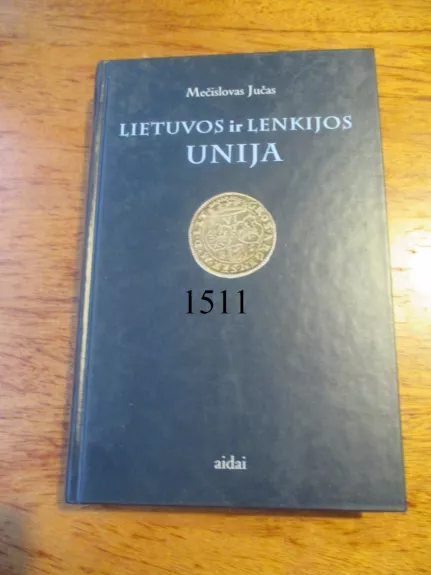 Mečislovas Jučas
LIETUVOS ir LENKIJOS
UNIJA
1511
aidai